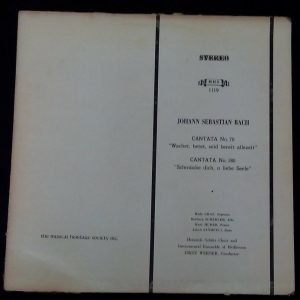 STEREO
MHS
JOHANN SEBASTIAN BACH
CANTATA No. 70
"Wachet, betet, seid bereit allezeit"
CANTATA No. 180
"Schmücke dich, o liebe Seele"
the musical heritage society inc.
Heinrich Schütz Choir and
Instrumental Ensemble of Heilbronn
FRITZ WERNER, Conductor